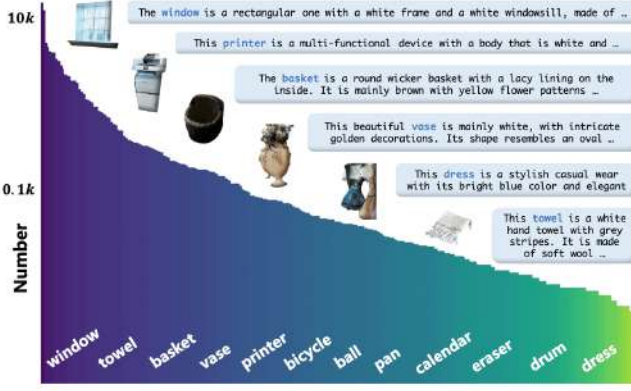 10k
The window is a rectangular one with a white frame and a white windowsill, made of ..
This printer is a multi-functional device with a body that is white and ...
The basket is a round wicker basket with a lacy lining on the
inside. It is mainly brown with yellow flower patterns ...
This beautiful vase is mainly white, with intricate
golden decorations. Its shape resembles an oval ...
This dress is a stylish casual wear
with its bright blue color and elegant
0.1k
This towel is a white
hand towel with grey
stripes. It is made
of soft wool ...
Number
window towel basket vase printer bicycle ball pan calendar eraser drum dress